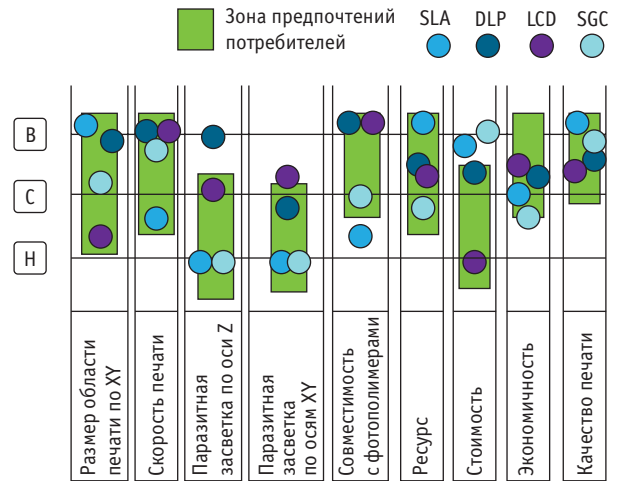 Зона предпочтений
потребителей
SLA DLP LCD SGC
В
С
Н
Размер области
печати по XY
Скорость печати
Паразитная
засветка по оси Z
Паразитная
засветка
по осям XY
Совместимость
с фотополимерами
Ресурс
Стоимость
Экономичность
Качество печати